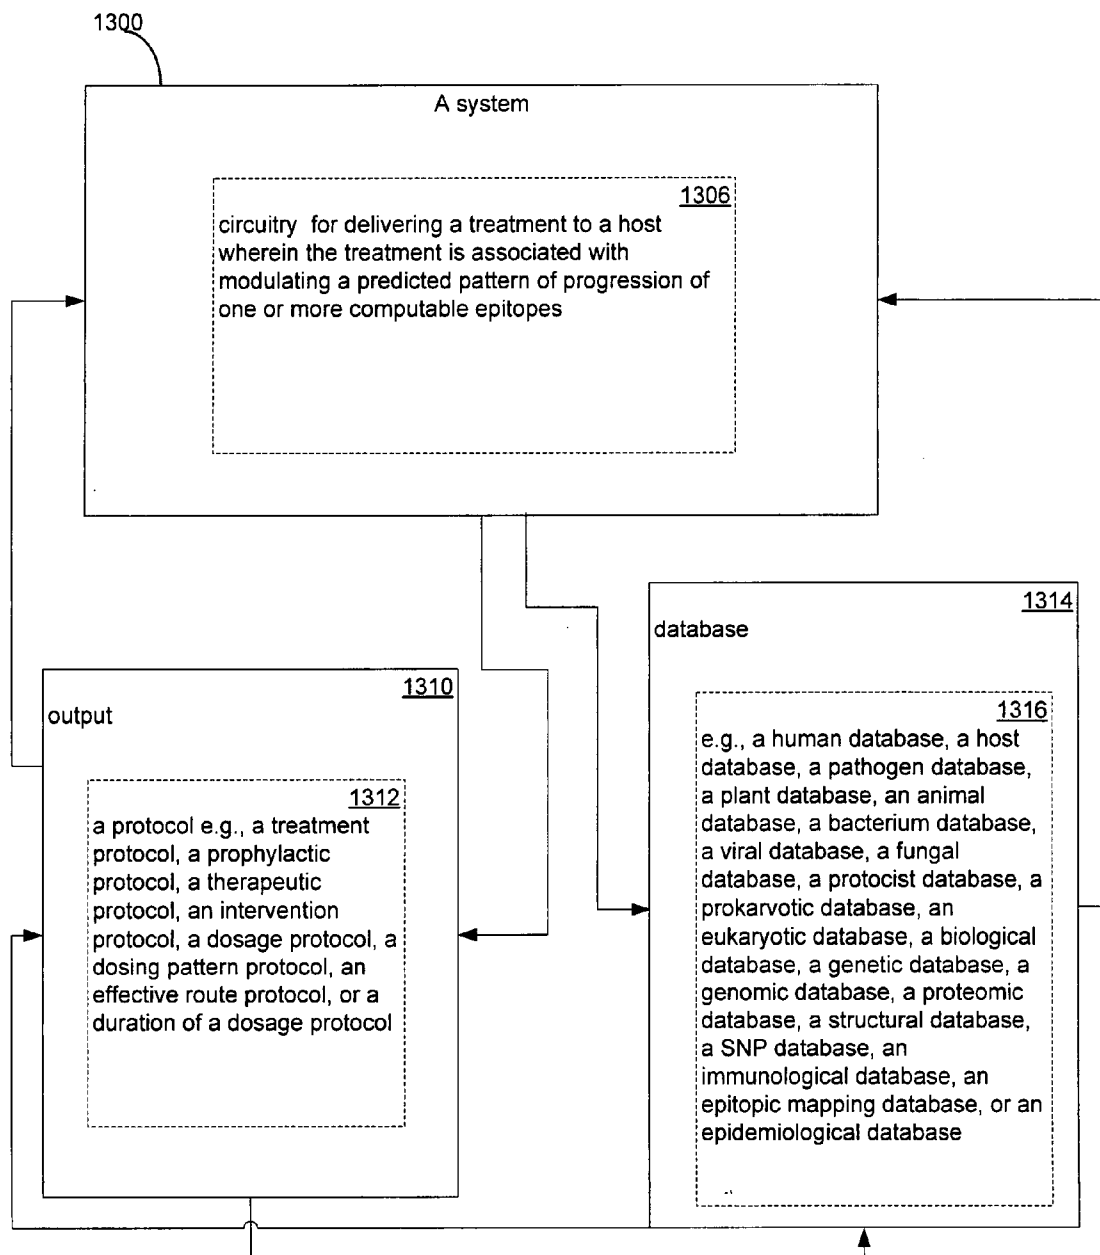 1300
A system
1306
circuitry for delivering a treatment to a host
wherein the treatment is associated with
modulating a predicted pattern of progression of
one or more computable epitopes
1314
database
1310
output
1316
e.g., a human database, a host
database, a pathogen database,
a plant database, an animal
database, a bacterium database,
a viral database, a fungal
database, a protocist database, a
prokarvotic database, an
eukaryotic database, a biological
database, a genetic database, a
genomic database, a proteomic
database, a structural database,
a SNP database, an
immunological database, an
epitopic mapping database, or an
epidemiological database
1312
a protocol e.g., a treatment
protocol, a prophylactic
protocol, a therapeutic
protocol, an intervention
protocol, a dosage protocol, a
dosing pattern protocol, an
effective route protocol, or a
duration of a dosage protocol